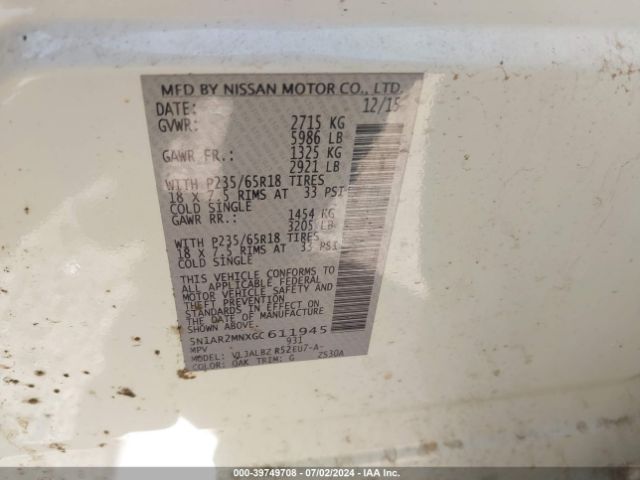 MFD BY NISSAN MOTOR CO., LTD.
DATE: 12/15
GVWR: 2715 KG
5986 LB
GAWR FR.: 1325 KG
2921 LB
WITH P235/65R18 TIRES
18 X 7.5 RIMS AT 33 PSI
COLD SINGLE
GAWR RR.: 1454 KG
3205 LB
WITH P235/65R18 TIRES
18 X 7.5 RIMS AT 33 PSI
COLD SINGLE
THIS VEHICLE CONFORMS TO
ALL APPLICABLE FEDERAL
MOTOR VEHICLE SAFETY AND
THEFT PREVENTION
STANDARDS IN EFFECT ON
THE DATE OF MANUFACTURE
SHOWN ABOVE.
5N1AR2MNXGC611945
MPV 931
MODEL: VL3ALBZ R52EU7-A-
COLOR: QAK TRIM: G ZS30A
000-39749708 - 07/02/2024 - IAA Inc.